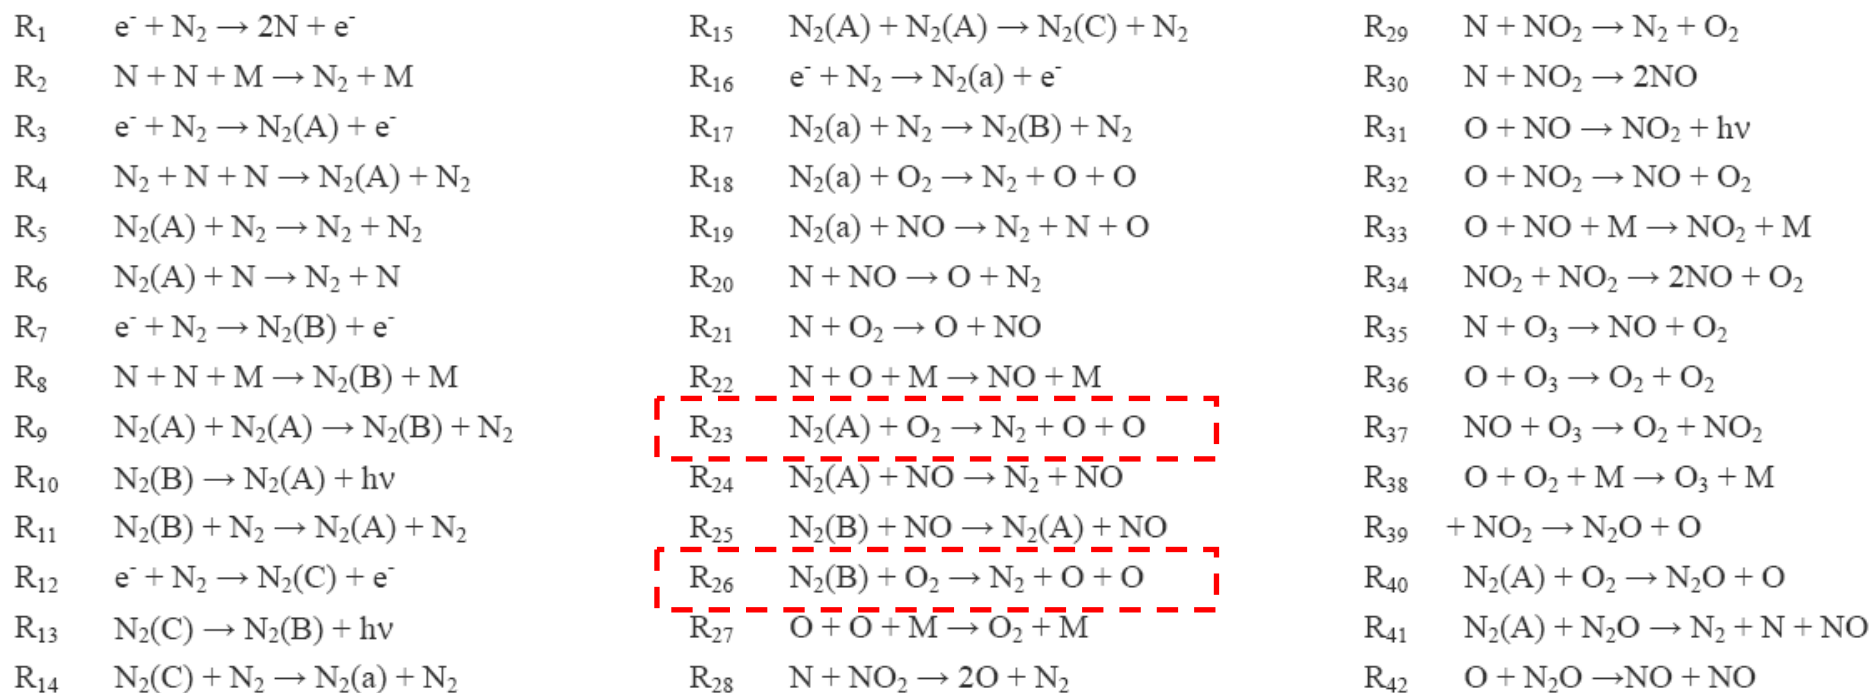 R₁ e⁻ + N₂ → 2N + e⁻
R₂ N + N + M → N₂ + M
R₃ e⁻ + N₂ → N₂(A) + e⁻
R₄ N₂ + N + N → N₂(A) + N₂
R₅ N₂(A) + N₂ → N₂ + N₂
R₆ N₂(A) + N → N₂ + N
R₇ e⁻ + N₂ → N₂(B) + e⁻
R₈ N + N + M → N₂(B) + M
R₉ N₂(A) + N₂(A) → N₂(B) + N₂
R₁₀ N₂(B) → N₂(A) + hν
R₁₁ N₂(B) + N₂ → N₂(A) + N₂
R₁₂ e⁻ + N₂ → N₂(C) + e⁻
R₁₃ N₂(C) → N₂(B) + hν
R₁₄ N₂(C) + N₂ → N₂(a) + N₂
R₁₅ N₂(A) + N₂(A) → N₂(C) + N₂
R₁₆ e⁻ + N₂ → N₂(a) + e⁻
R₁₇ N₂(a) + N₂ → N₂(B) + N₂
R₁₈ N₂(a) + O₂ → N₂ + O + O
R₁₉ N₂(a) + NO → N₂ + N + O
R₂₀ N + NO → O + N₂
R₂₁ N + O₂ → O + NO
R₂₂ N + O + M → NO + M
R₂₃ N₂(A) + O₂ → N₂ + O + O
R₂₄ N₂(A) + NO → N₂ + NO
R₂₅ N₂(B) + NO → N₂(A) + NO
R₂₆ N₂(B) + O₂ → N₂ + O + O
R₂₇ O + O + M → O₂ + M
R₂₈ N + NO₂ → 2O + N₂
R₂₉ N + NO₂ → N₂ + O₂
R₃₀ N + NO₂ → 2NO
R₃₁ O + NO → NO₂ + hν
R₃₂ O + NO₂ → NO + O₂
R₃₃ O + NO + M → NO₂ + M
R₃₄ NO₂ + NO₂ → 2NO + O₂
R₃₅ N + O₃ → NO + O₂
R₃₆ O + O₃ → O₂ + O₂
R₃₇ NO + O₃ → O₂ + NO₂
R₃₈ O + O₂ + M → O₃ + M
R₃₉ + NO₂ → N₂O + O
R₄₀ N₂(A) + O₂ → N₂O + O
R₄₁ N₂(A) + N₂O → N₂ + N + NO
R₄₂ O + N₂O → NO + NO